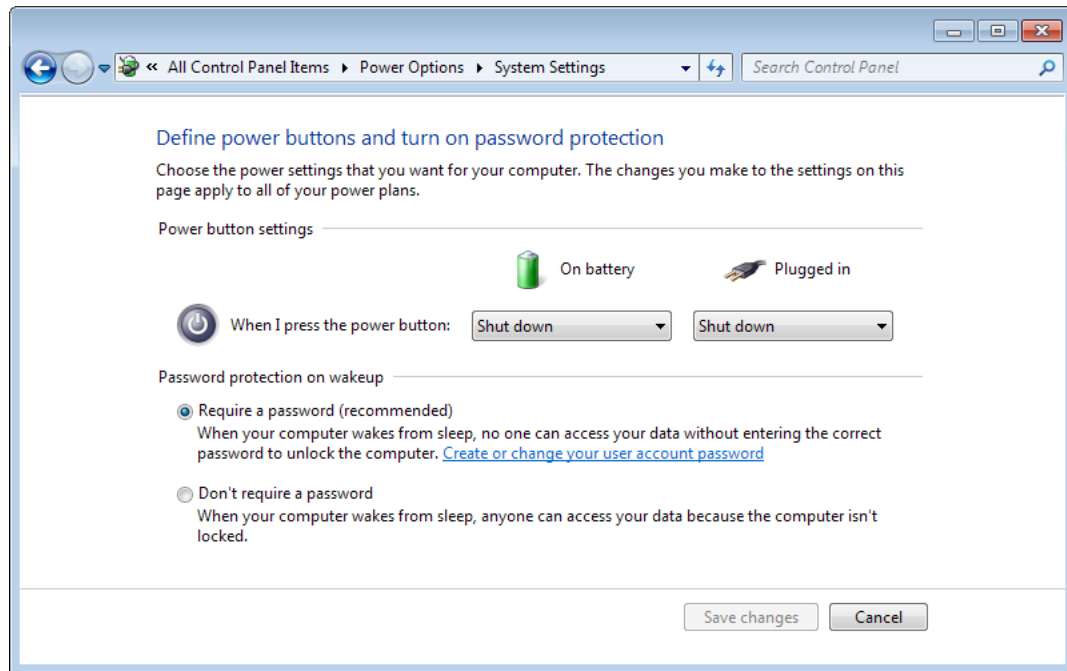 « All Control Panel Items ▸ Power Options ▸ System Settings Search Control Panel
Define power buttons and turn on password protection
Choose the power settings that you want for your computer. The changes you make to the settings on this
page apply to all of your power plans.
Power button settings
On battery Plugged in
When I press the power button: Shut down Shut down
Password protection on wakeup
Require a password (recommended)
When your computer wakes from sleep, no one can access your data without entering the correct
password to unlock the computer. Create or change your user account password
Don't require a password
When your computer wakes from sleep, anyone can access your data because the computer isn't
locked.
Save changes Cancel